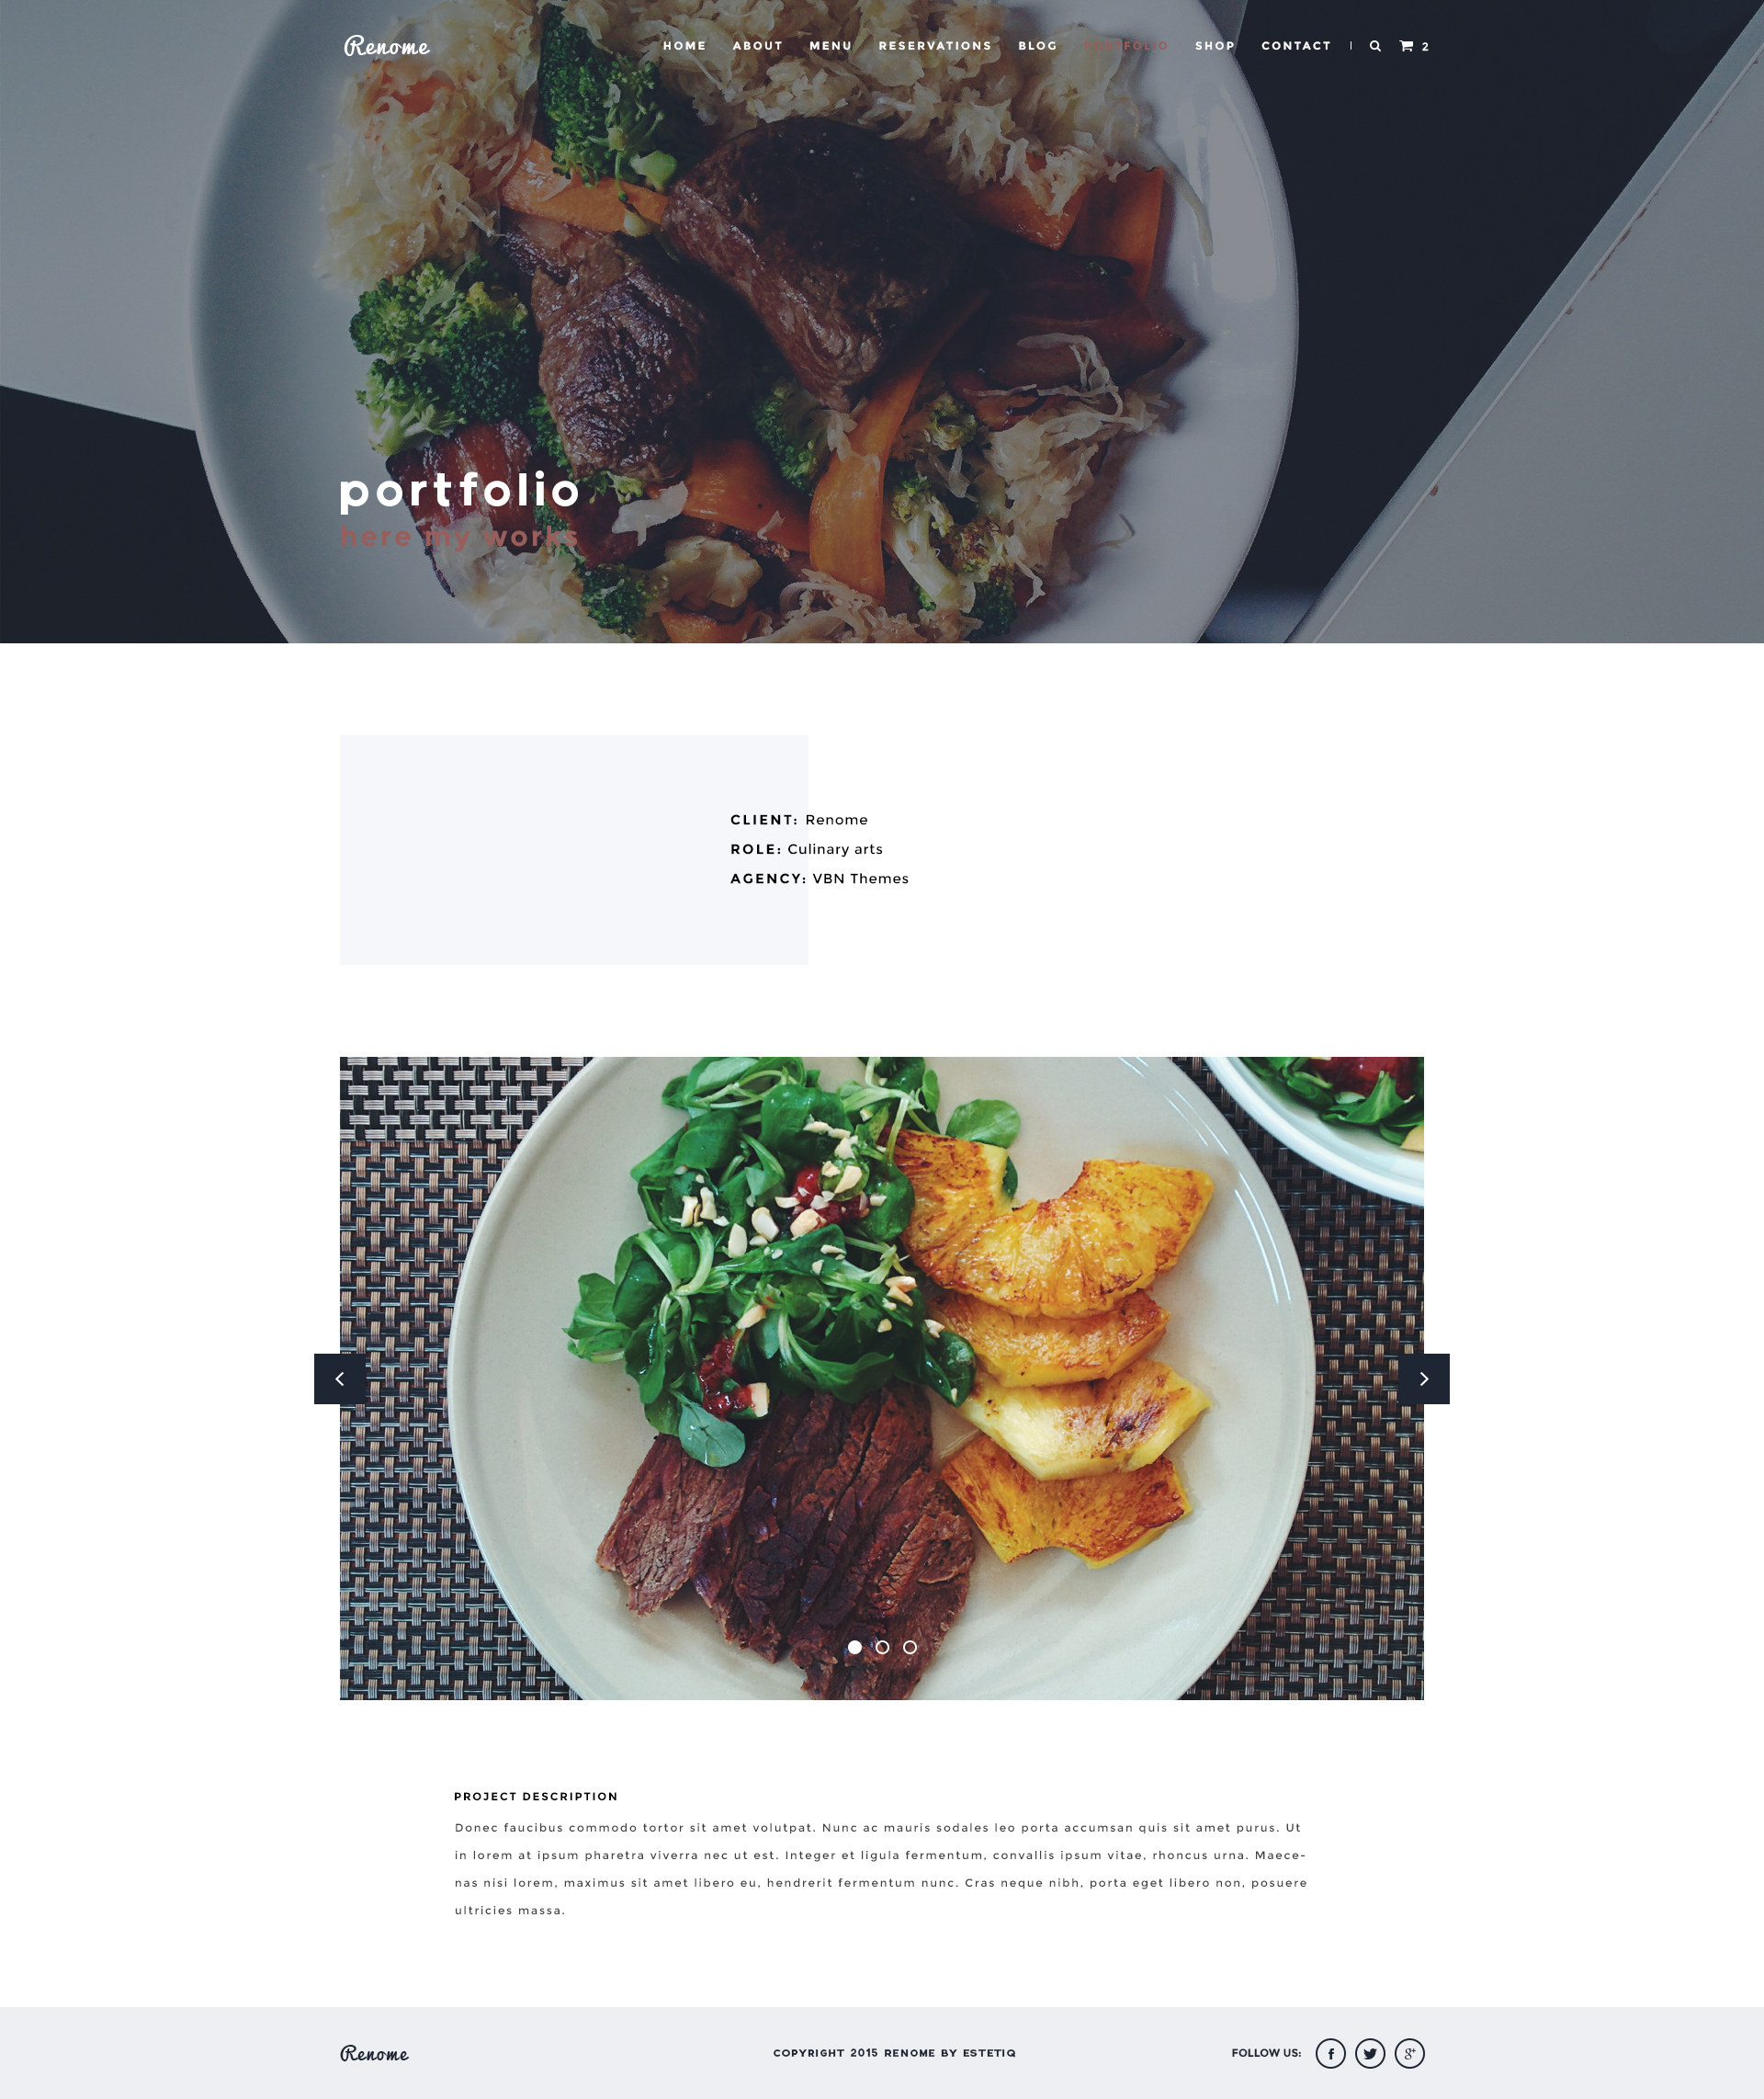 Renome HOME ABOUT MENU RESERVATIONS BLOG PORTFOLIO SHOP CONTACT | 2
portfolio
here my works
CLIENT: Renome
ROLE: Culinary arts
AGENCY: VBN Themes
PROJECT DESCRIPTION
Donec faucibus commodo tortor sit amet volutpat. Nunc ac mauris sodales leo porta accumsan quis sit amet purus. Ut
in lorem at ipsum pharetra viverra nec ut est. Integer et ligula fermentum, convallis ipsum vitae, rhoncus urna. Maece-
nas nisi lorem, maximus sit amet libero eu, hendrerit fermentum nunc. Cras neque nibh, porta eget libero non, posuere
ultricies massa.
Renome COPYRIGHT 2015 RENOME BY ESTETIQ FOLLOW US: f g+